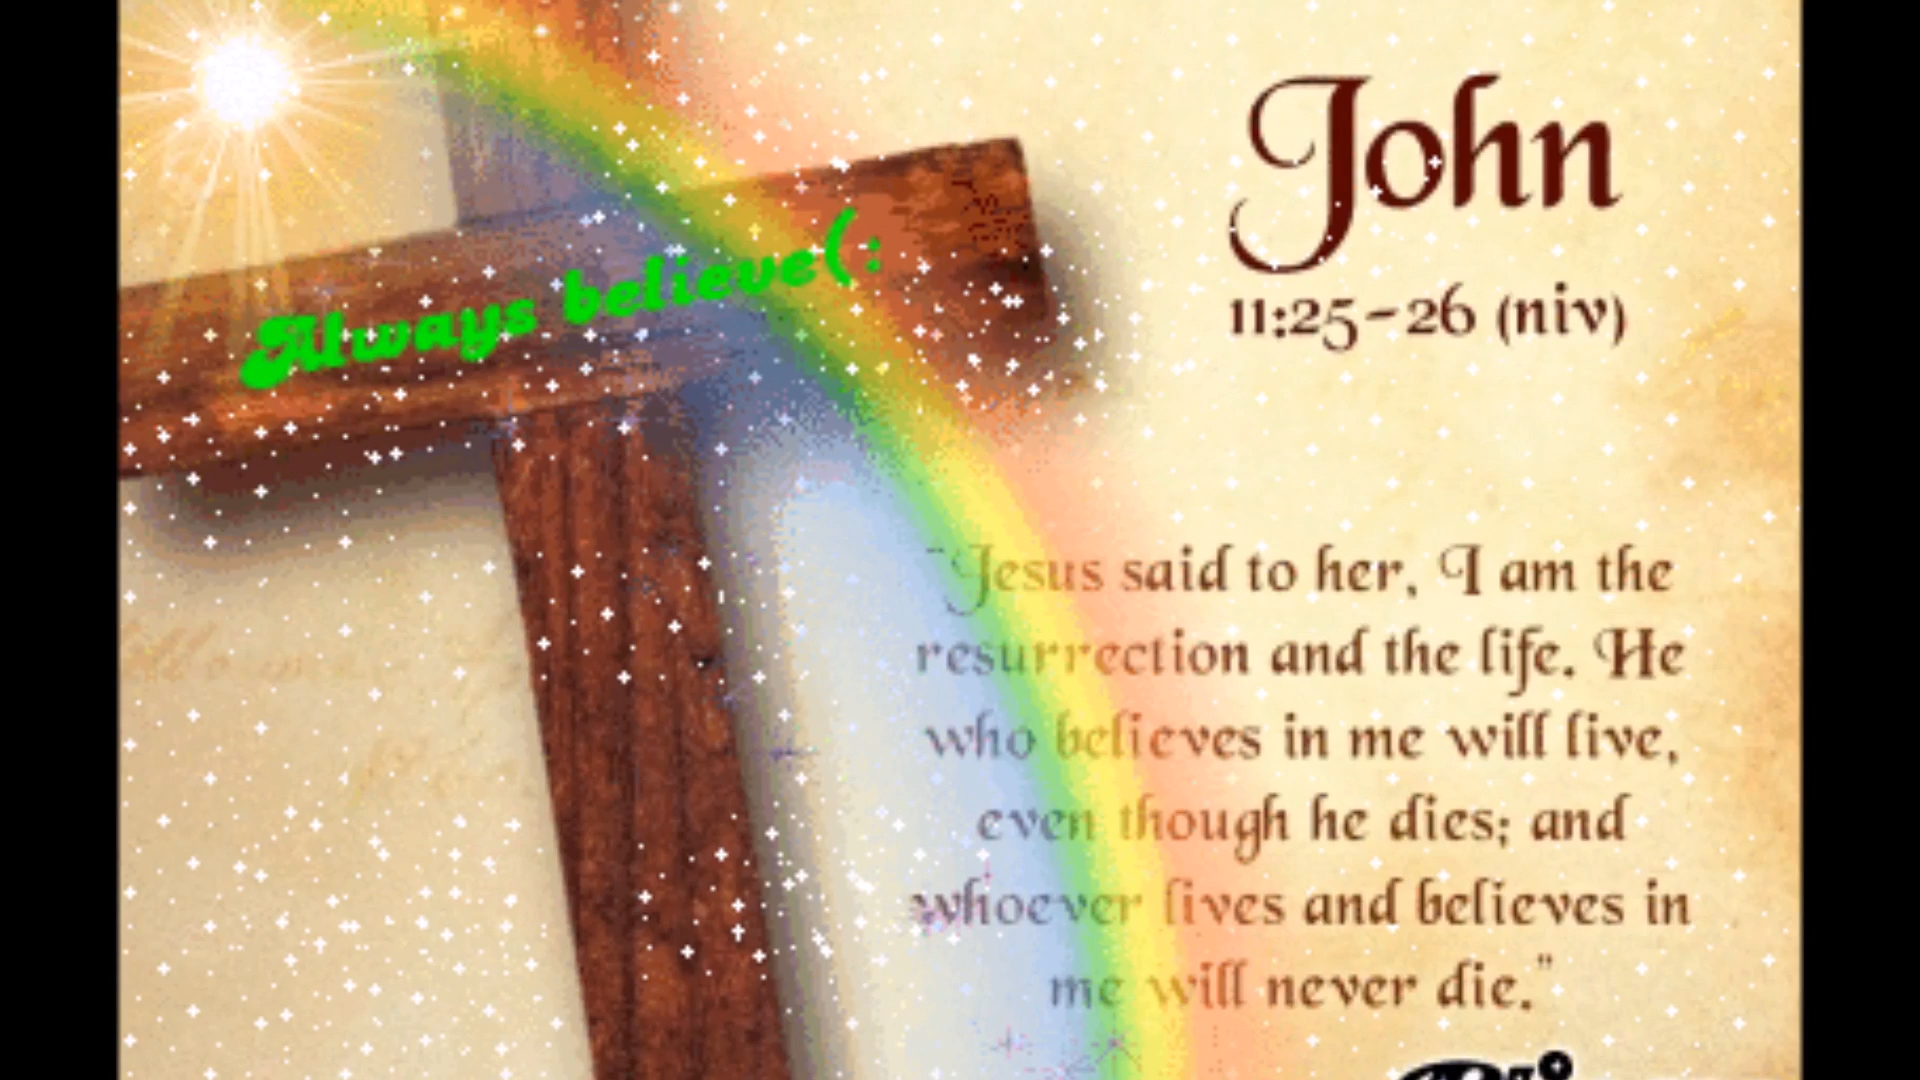 Always believe(:
John
11:25-26 (niv)
"Jesus said to her, I am the
resurrection and the life. He
who believes in me will live,
even though he dies; and
whoever lives and believes in
me will never die."